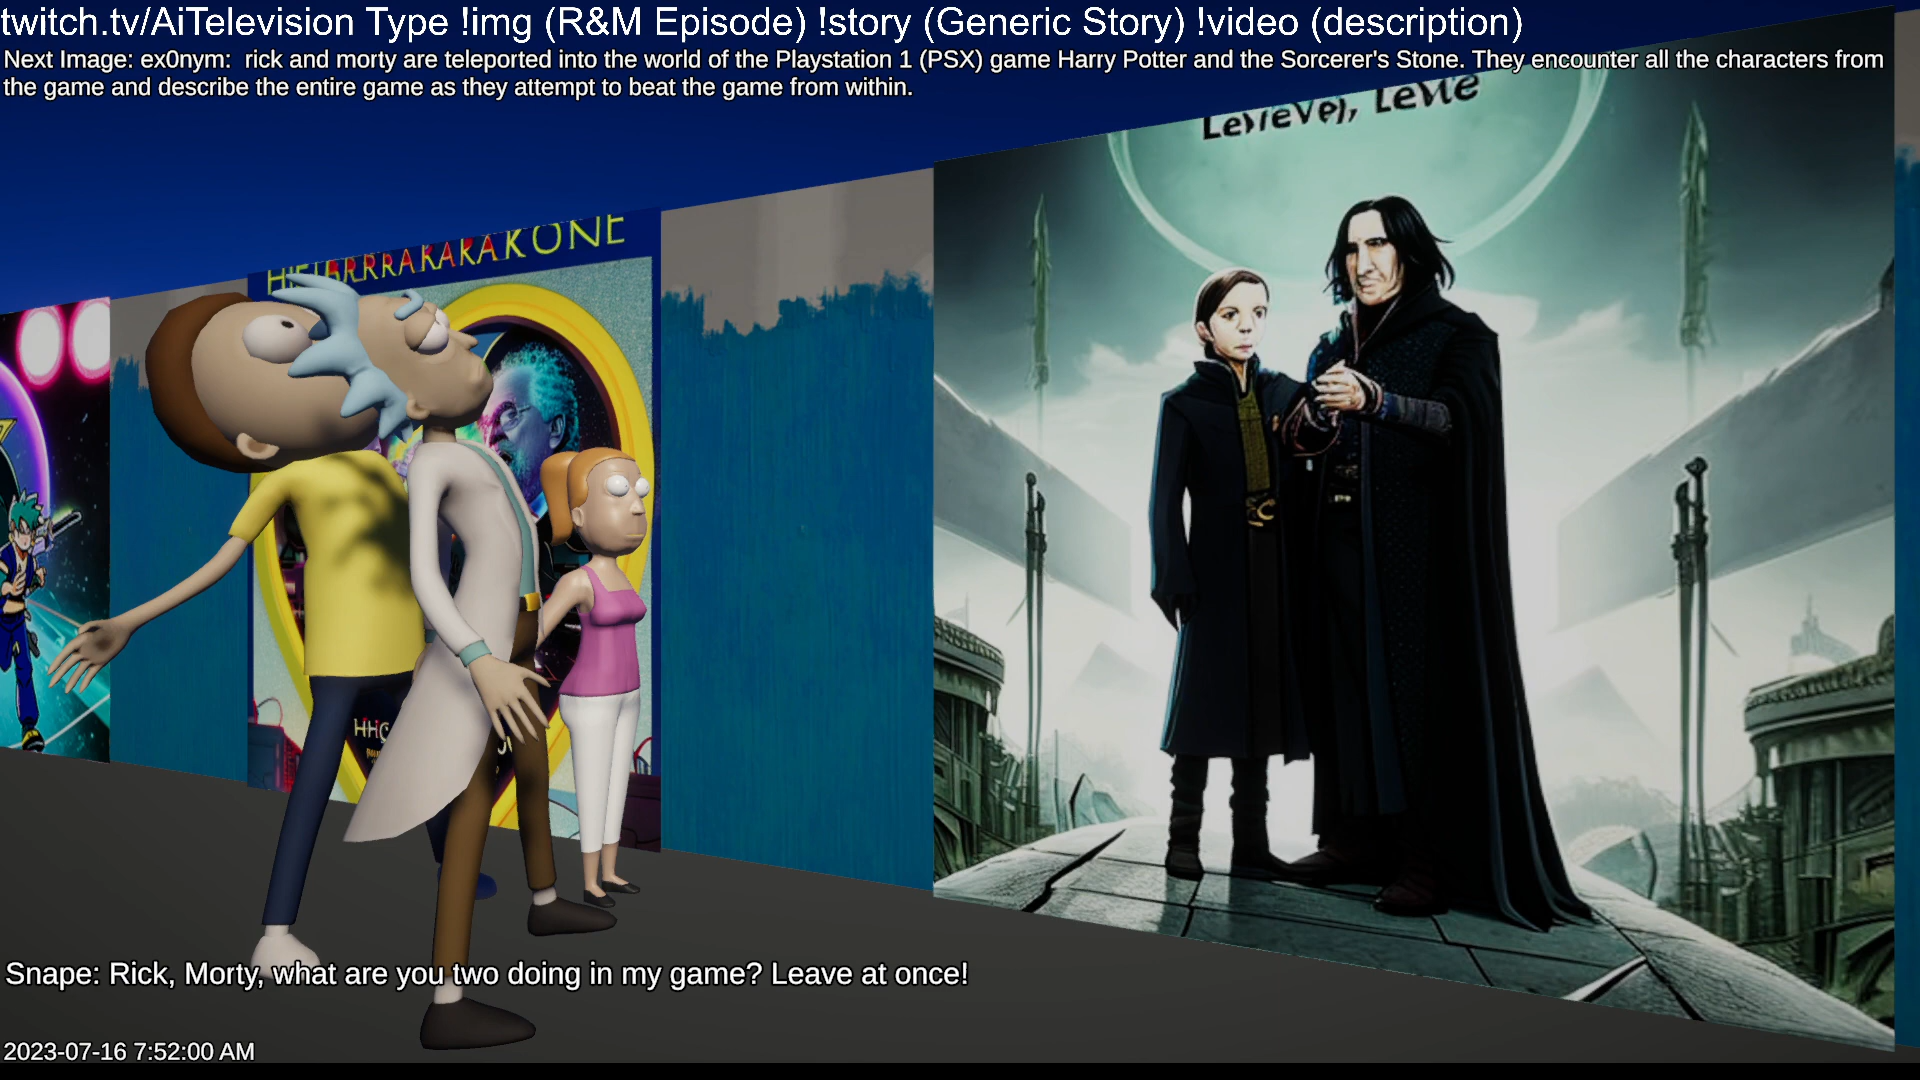 twitch.tv/AiTelevision Type !img (R&M Episode) !story (Generic Story) !video (description)
Next Image: ex0nym:  rick and morty are teleported into the world of the Playstation 1 (PSX) game Harry Potter and the Sorcerer's Stone. They encounter all the characters from
the game and describe the entire game as they attempt to beat the game from within.
Snape: Rick, Morty, what are you two doing in my game? Leave at once!
2023-07-16 7:52:00 AM